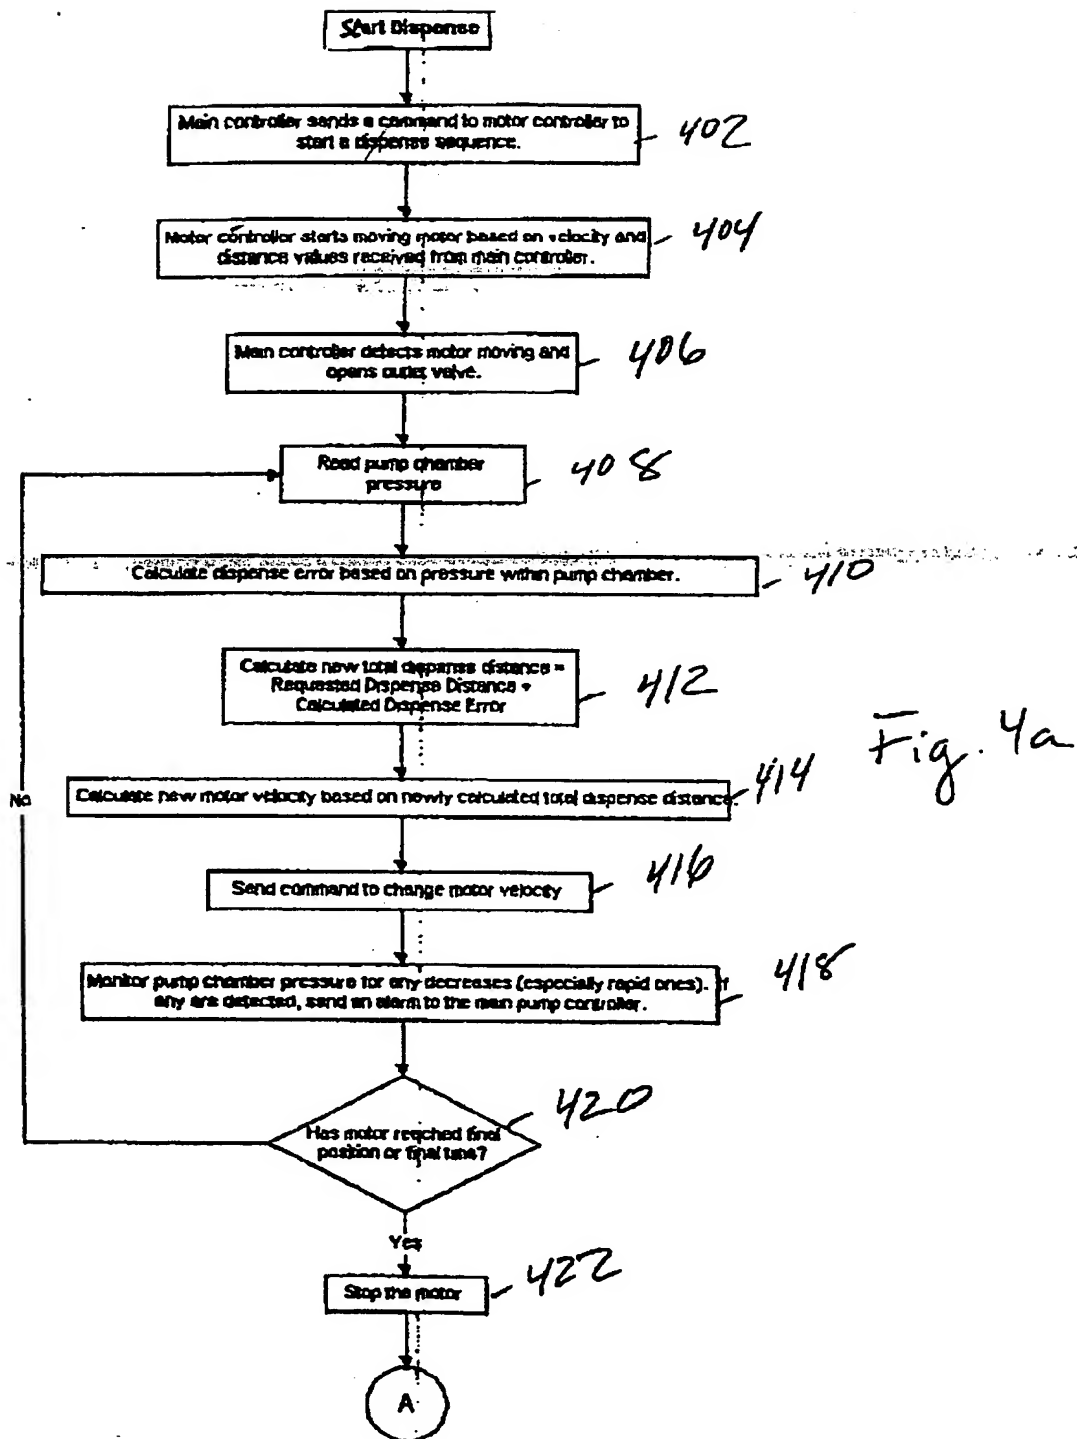 Start Dispense
Main controller sends a command to motor controller to
start a dispense sequence.
402
Motor controller starts moving motor based on velocity and
distance values received from main controller.
404
Main controller detects motor moving and
opens outlet valve.
406
Read pump chamber
pressure
408
Calculate dispense error based on pressure within pump chamber.
410
Calculate new total dispense distance =
Requested Dispense Distance +
Calculated Dispense Error
412
Fig. 4a
Calculate new motor velocity based on newly calculated total dispense distance.
414
No
Send command to change motor velocity
416
Monitor pump chamber pressure for any decreases (especially rapid ones). If
any are detected, send an alarm to the main pump controller.
418
Has motor reached final
position or final time?
420
Yes
Stop the motor
422
A